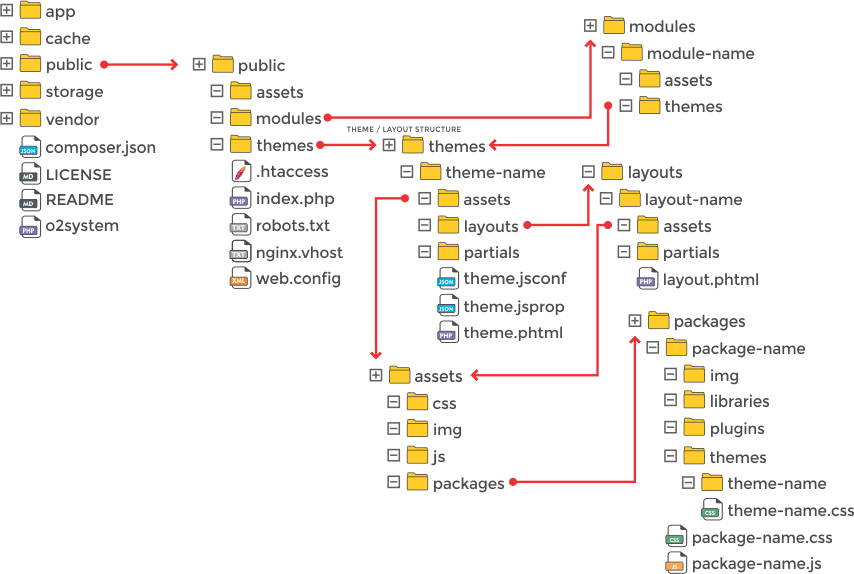 app
cache
public
storage
vendor
JSON composer.json
MD LICENSE
MD README
PHP o2system
public
assets
modules
themes
.htaccess
PHP index.php
TXT robots.txt
TXT nginx.vhost
XML web.config
THEME / LAYOUT STRUCTURE
themes
theme-name
assets
layouts
partials
JSON theme.jsconf
JSON theme.jsprop
PHP theme.phtml
modules
module-name
assets
themes
layouts
layout-name
assets
partials
PHP layout.phtml
assets
css
img
js
packages
packages
package-name
img
libraries
plugins
themes
theme-name
CSS theme-name.css
CSS package-name.css
JS package-name.js